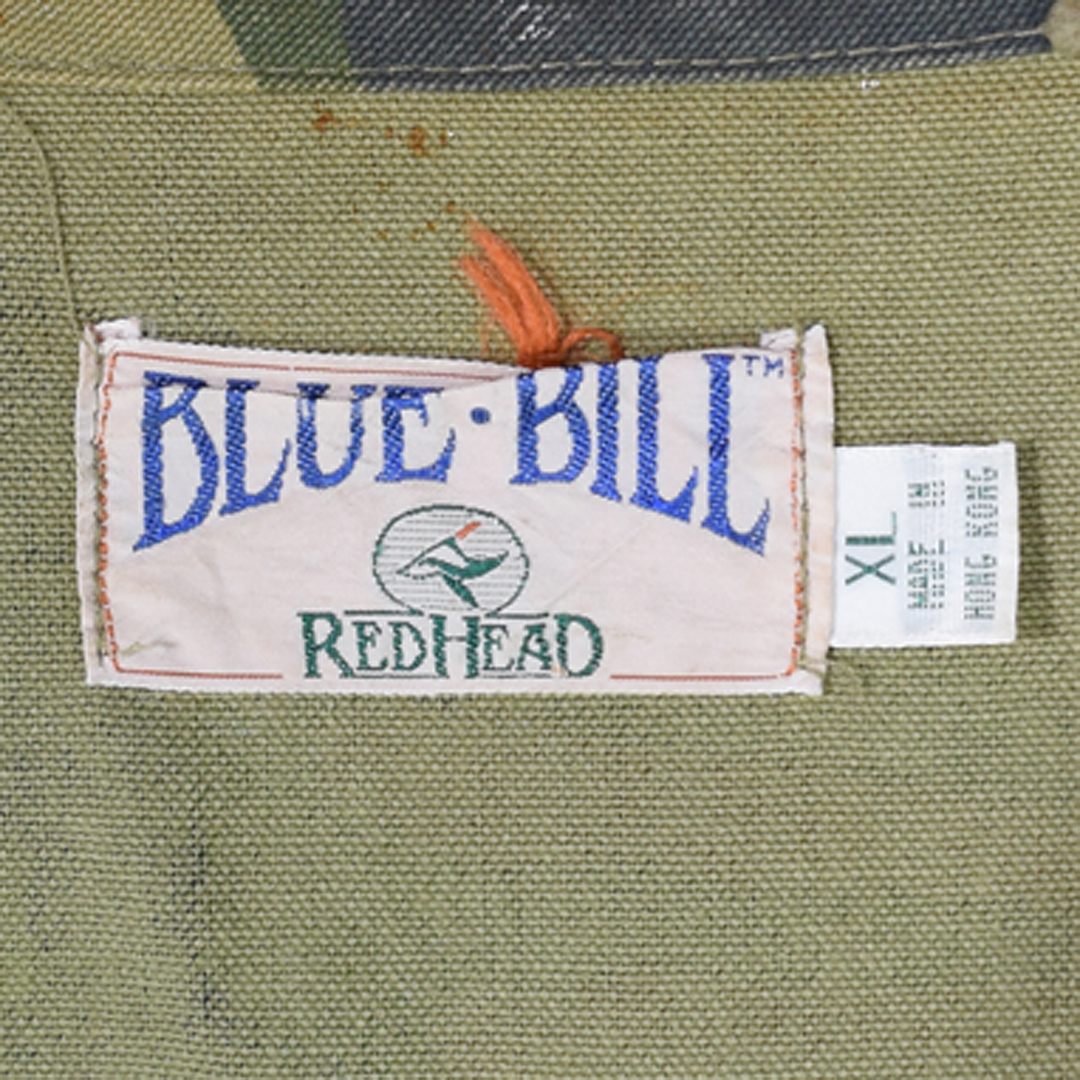 BLUE · BILL™
REDHEAD
XL
MADE IN
HONG KONG